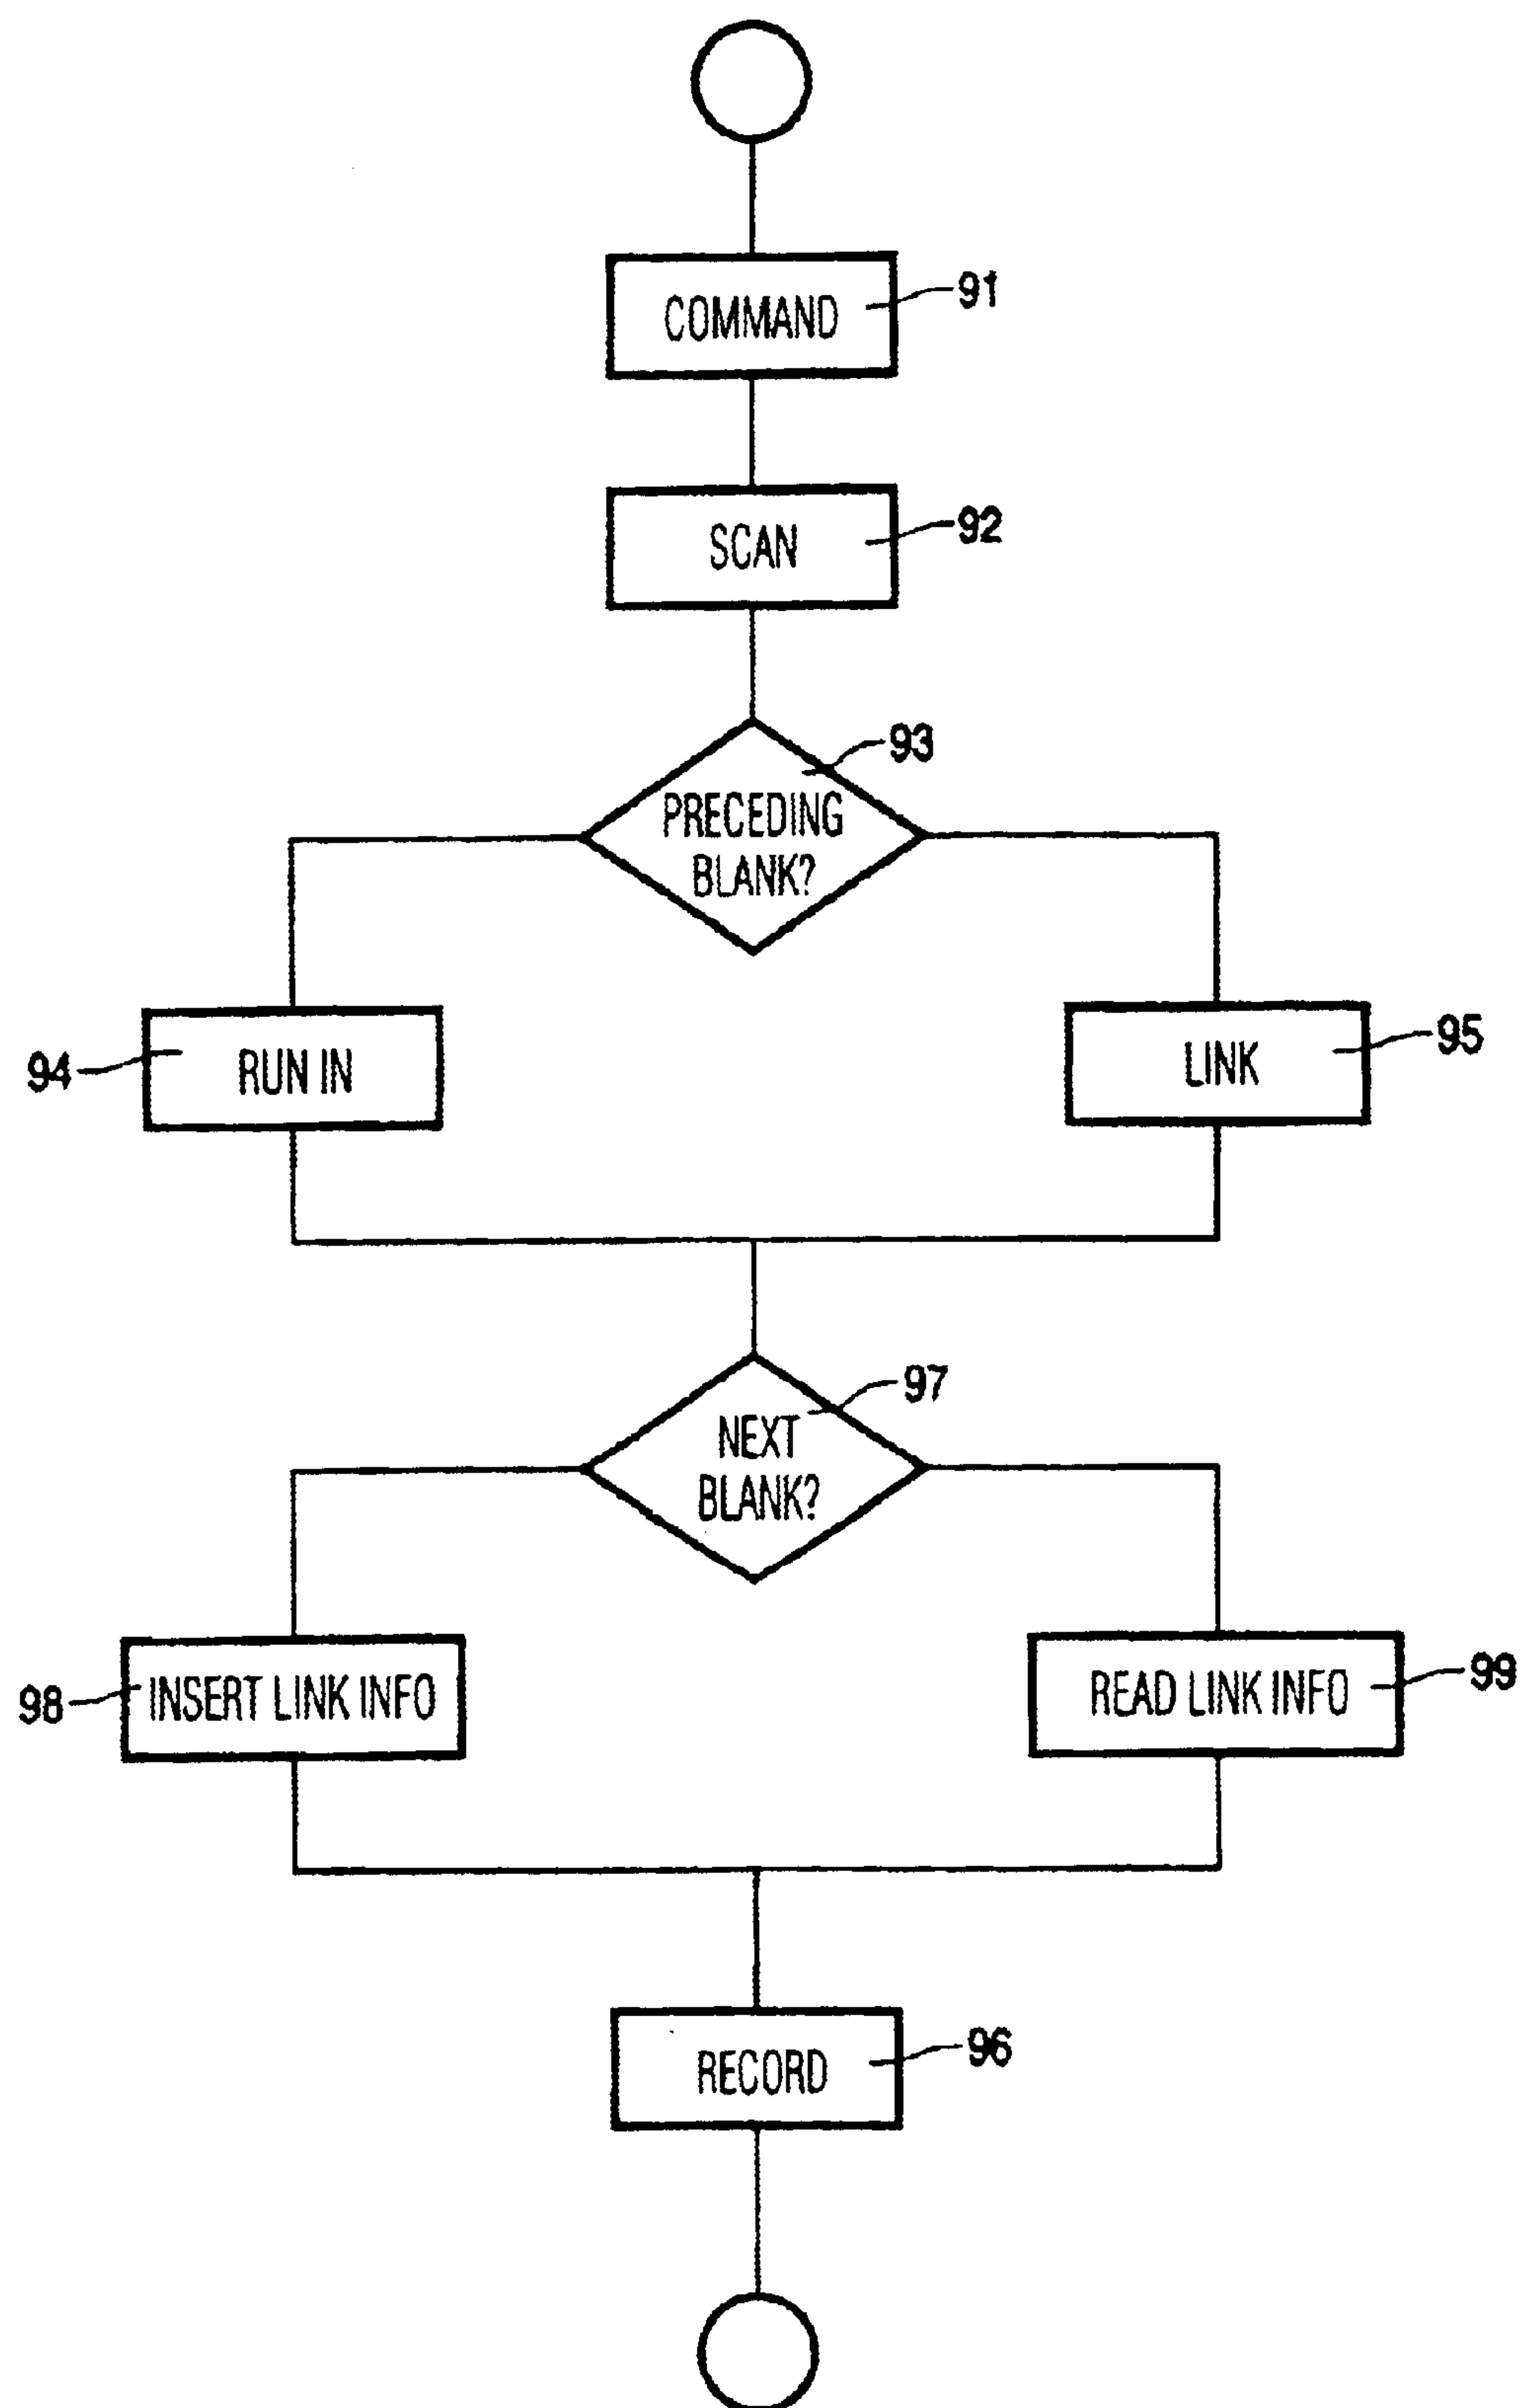 COMMAND
91
SCAN
92
93
PRECEDING
BLANK?
94
RUN IN
LINK
95
97
NEXT
BLANK?
98
INSERT LINK INFO
READ LINK INFO
99
RECORD
96